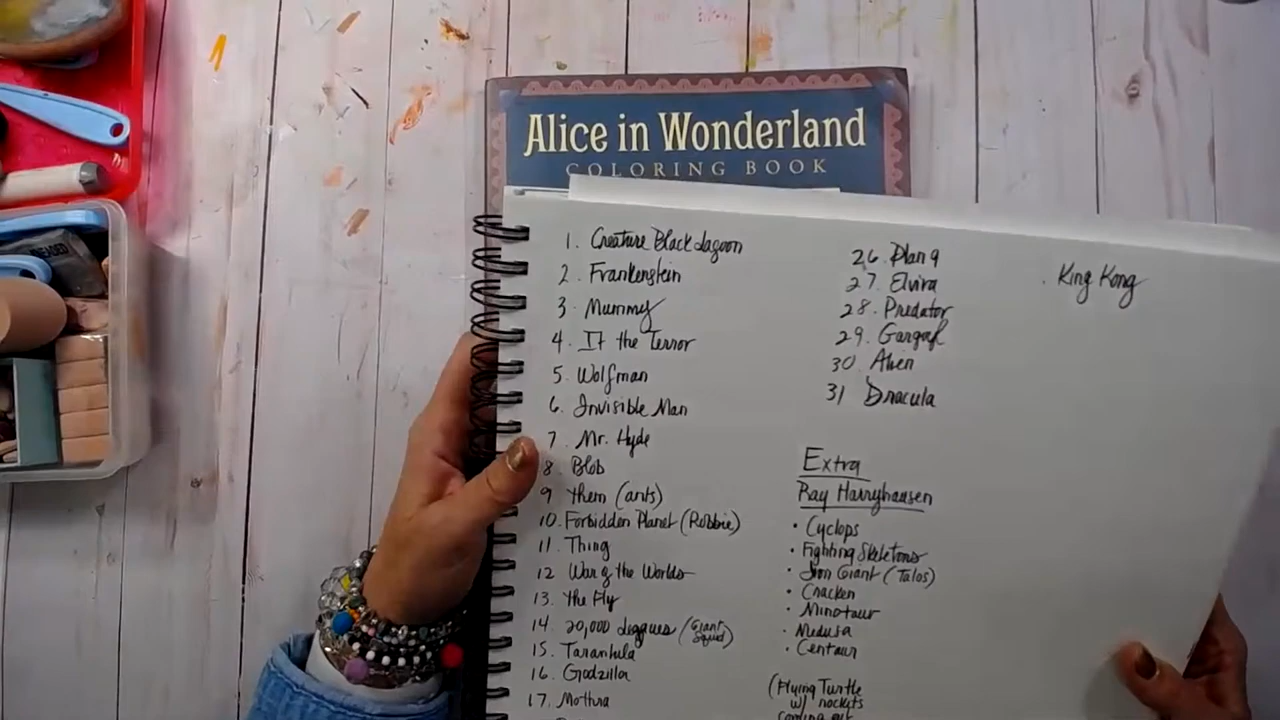 Alice in Wonderland
COLORING BOOK
1. Creature Black Lagoon
2. Frankenstein
3. Mummy
4. IT the Terror
5. Wolfman
6. Invisible Man
7. Mr. Hyde
8. Blob
9 Them (ants)
10. Forbidden Planet (Robbie)
11. Thing
12 War of the Worlds
13. The Fly
14. 20,000 Leagues (Giant Squid)
15. Tarantula
16. Godzilla
17. Mothra
26. Plan 9
27. Elvira
28. Predator
29.
30 Alien
31 Dracula
Extra
Ray Harryhausen
• Cyclops
• Fighting Skeletons
• Iron Giant (Talos)
• Cracken
• Minotaur
• Medusa
• Centaur
(Flying Turtle
w/ rockets
coming out
. King Kong